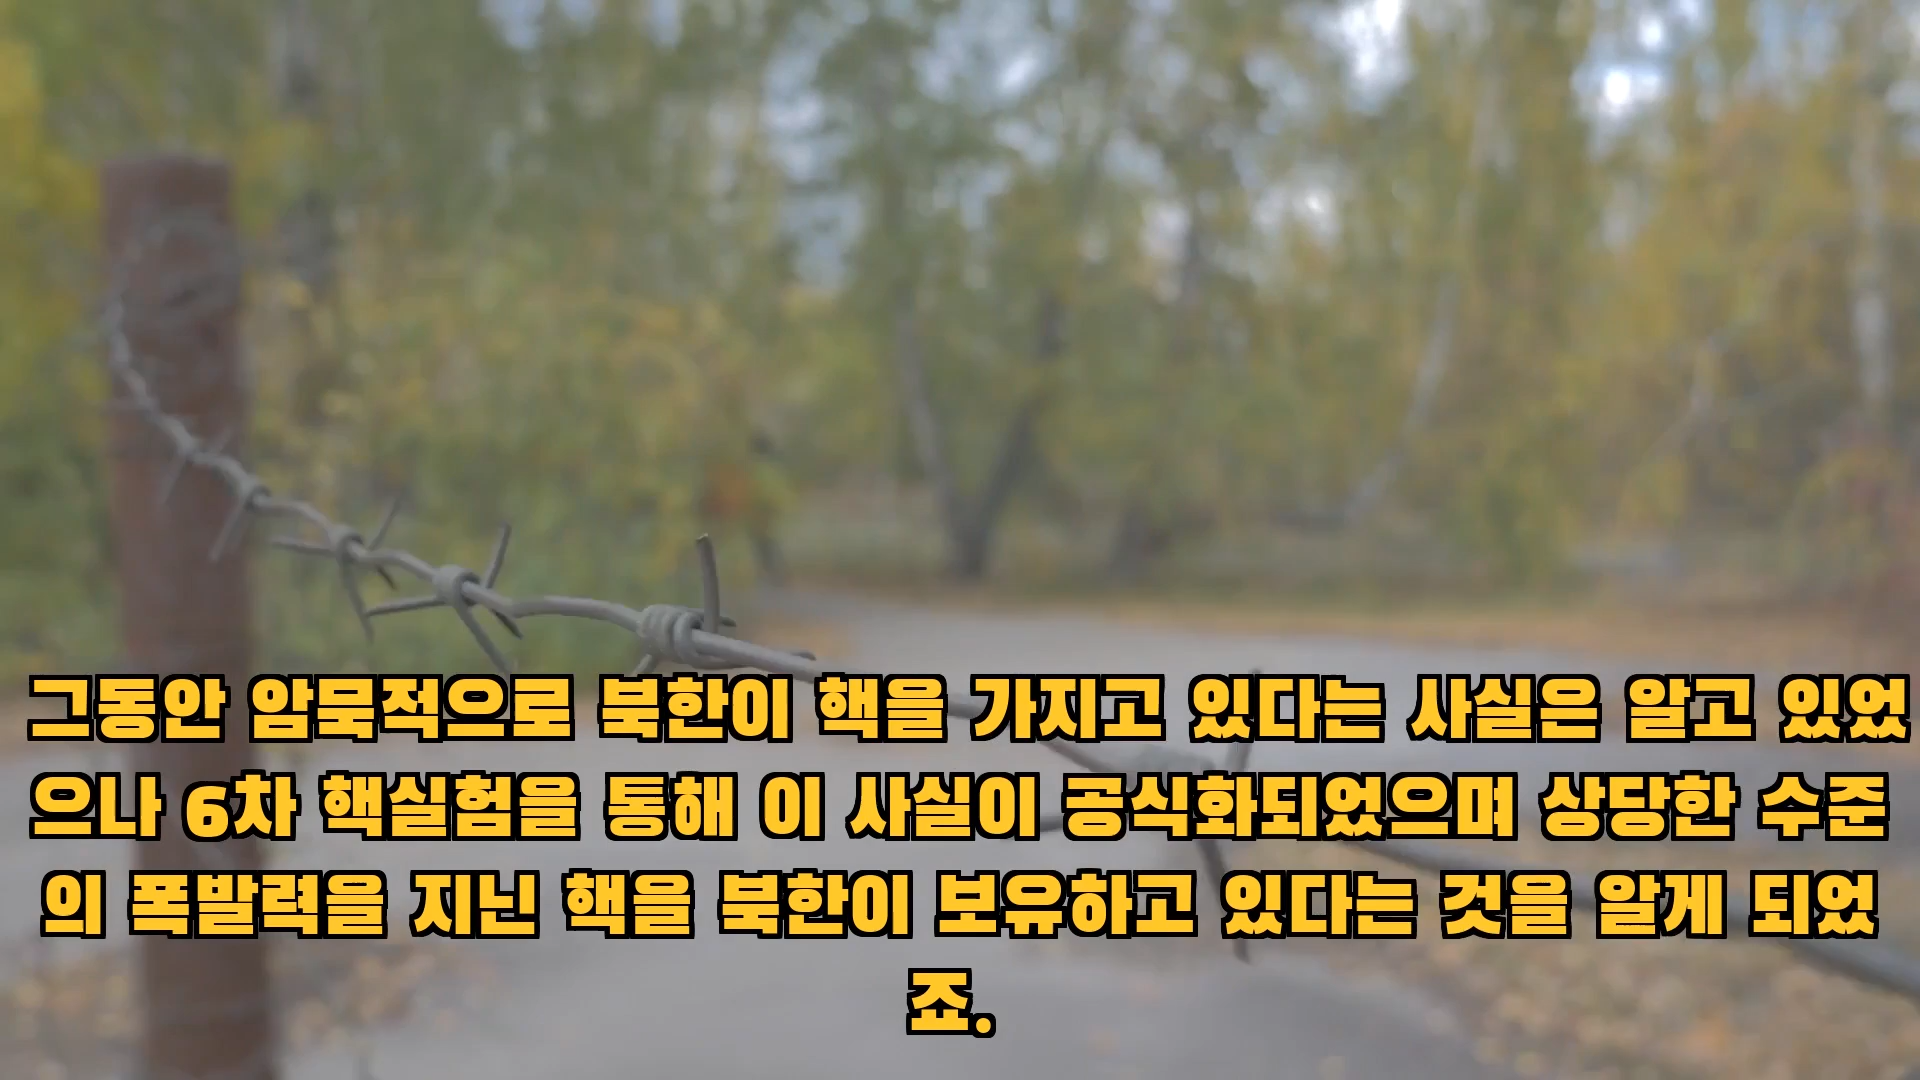 그동안 암묵적으로 북한이 핵을 가지고 있다는 사실은 알고 있었
으나 6차 핵실험을 통해 이 사실이 공식화되었으며 상당한 수준
의 폭발력을 지닌 핵을 북한이 보유하고 있다는 것을 알게 되었
죠.